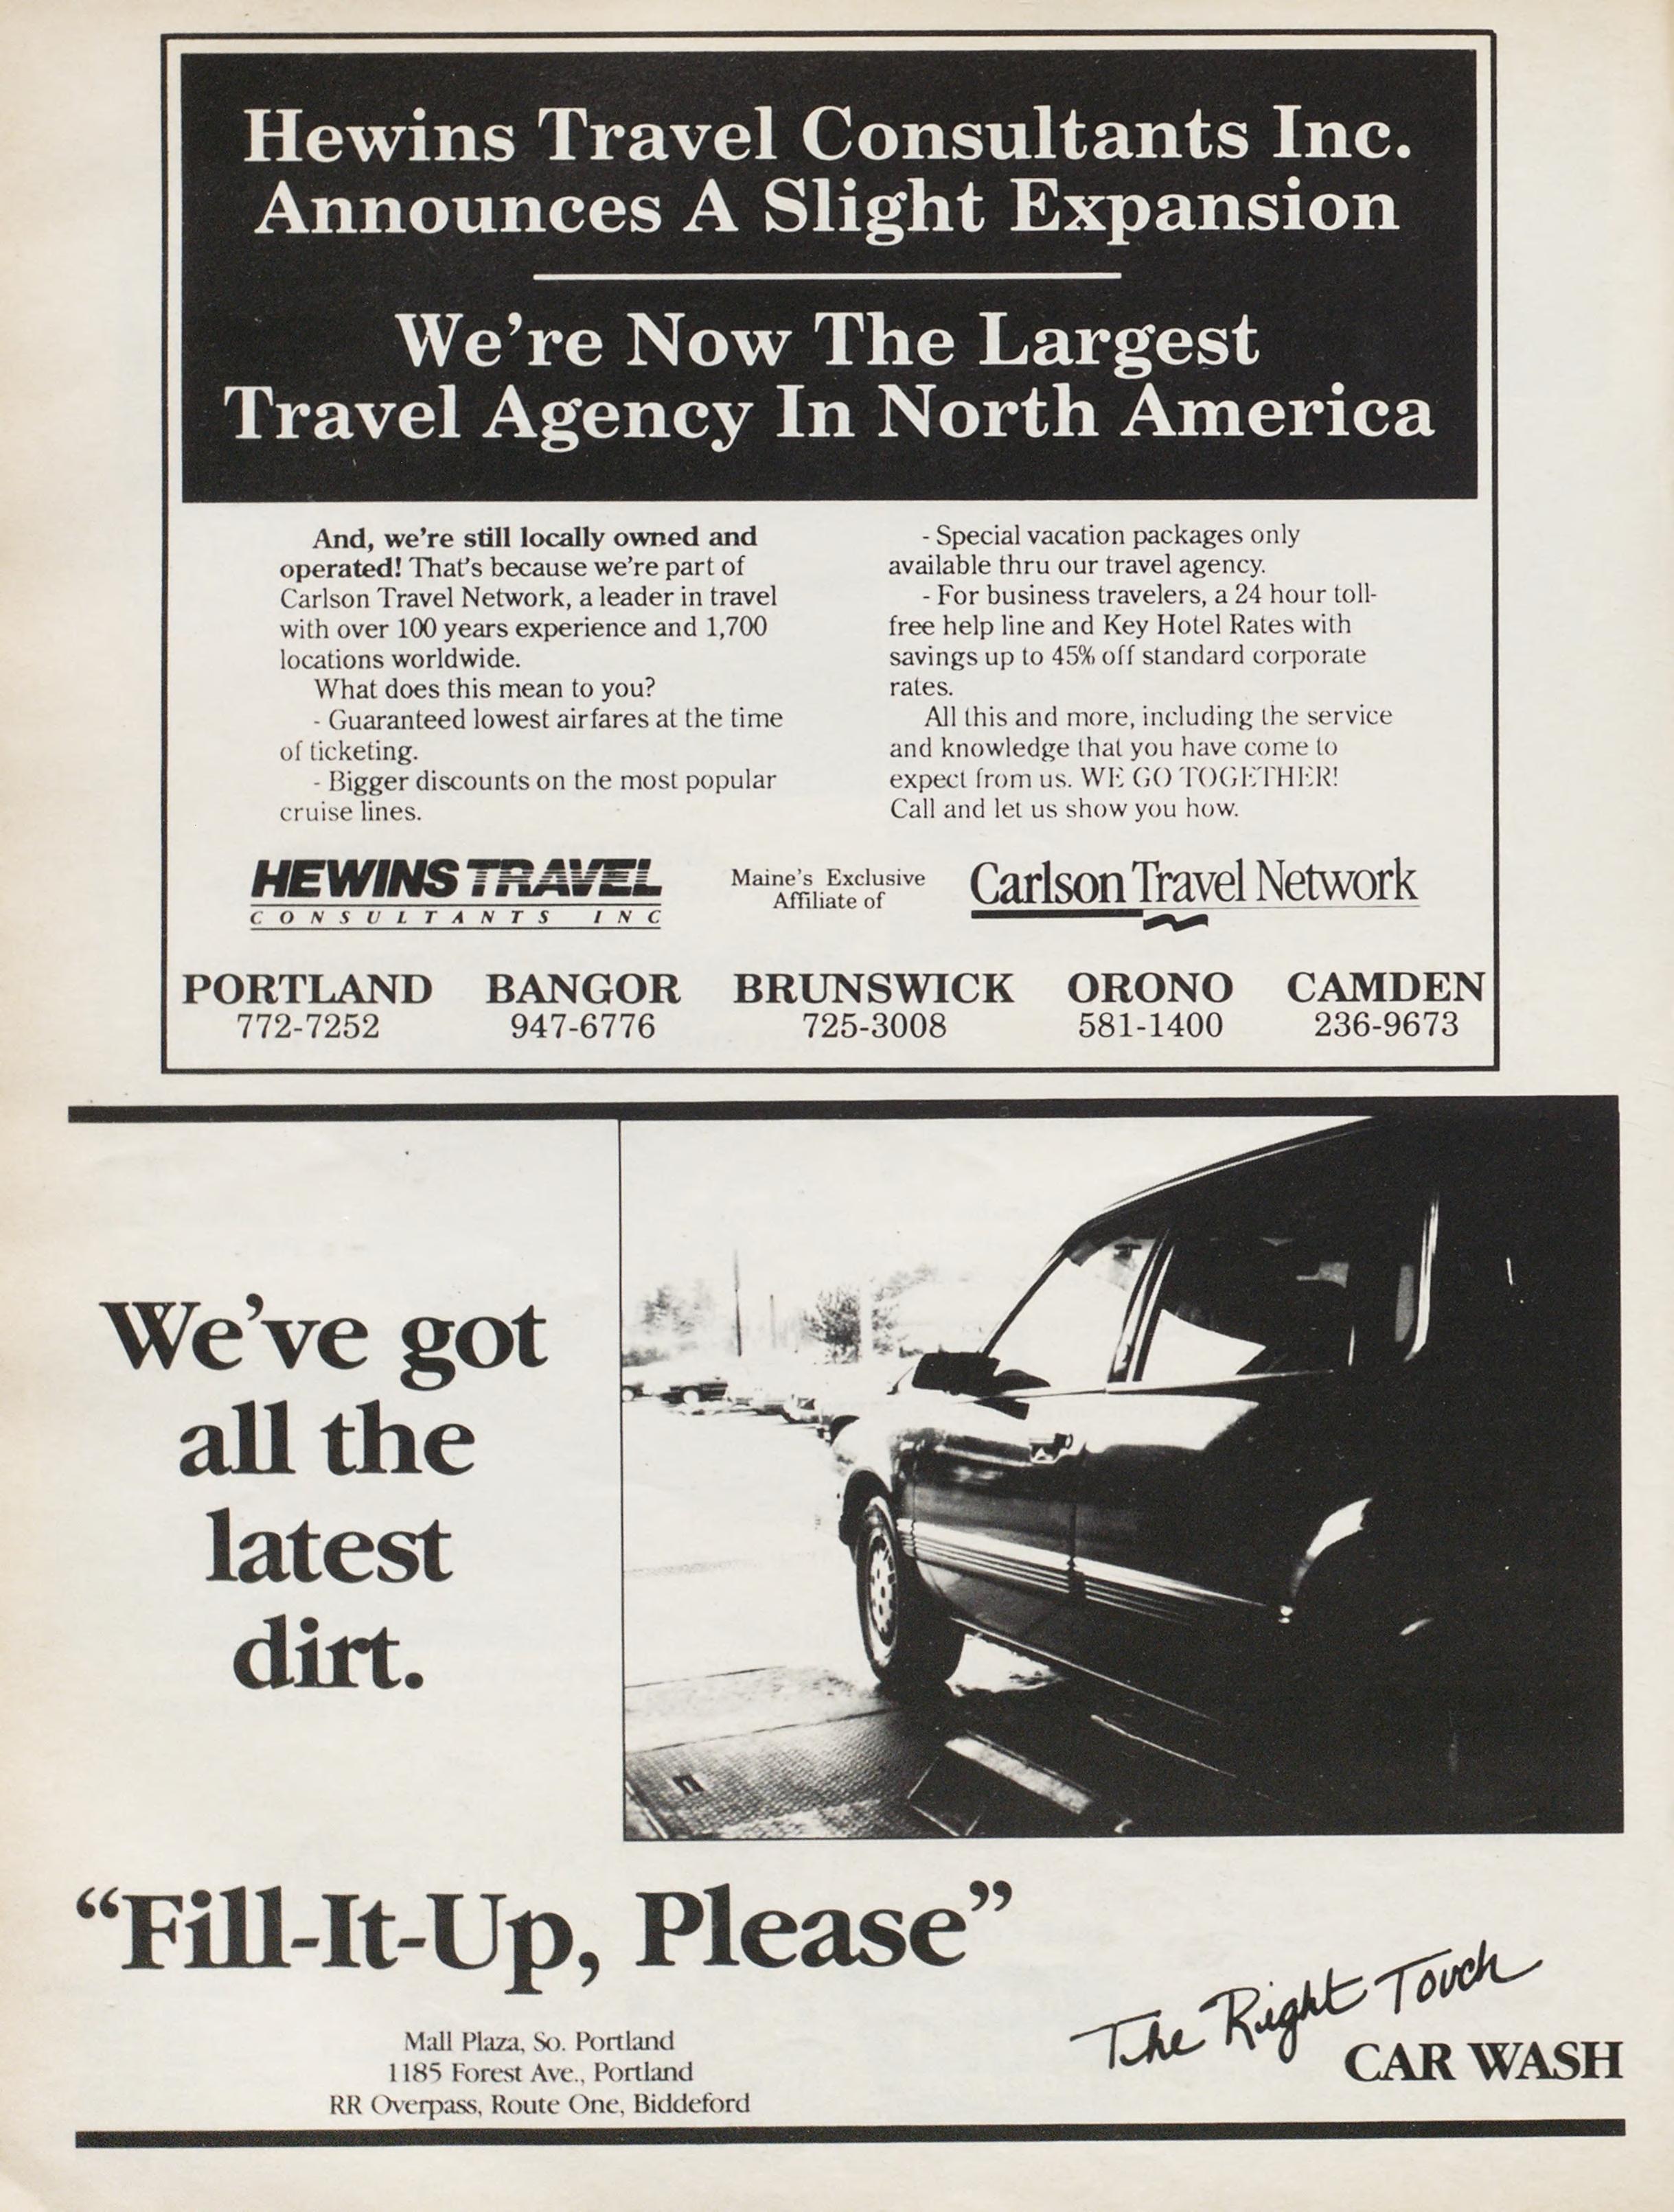 Hewins Travel Consultants Inc.
Announces A Slight Expansion
We're Now The Largest
Travel Agency In North America
And, we're still locally owned and
operated! That's because we're part of
Carlson Travel Network, a leader in travel
with over 100 years experience and 1,700
locations worldwide.
What does this mean to you?
- Guaranteed lowest airfares at the time
of ticketing.
- Bigger discounts on the most popular
cruise lines.
- Special vacation packages only
available thru our travel agency.
- For business travelers, a 24 hour toll-
free help line and Key Hotel Rates with
savings up to 45% off standard corporate
rates.
All this and more, including the service
and knowledge that you have come to
expect from us. WE GO TOGETHER!
Call and let us show you how.
HEWINS TRAVEL
CONSULTANTS INC
Maine's Exclusive
Affiliate of
Carlson Travel Network
PORTLAND BANGOR BRUNSWICK ORONO CAMDEN
772-7252 947-6776 725-3008 581-1400 236-9673
We've got
all the
latest
dirt.
"Fill-It-Up, Please"
Mall Plaza, So. Portland
1185 Forest Ave., Portland
RR Overpass, Route One, Biddeford
The Right Touch
CAR WASH